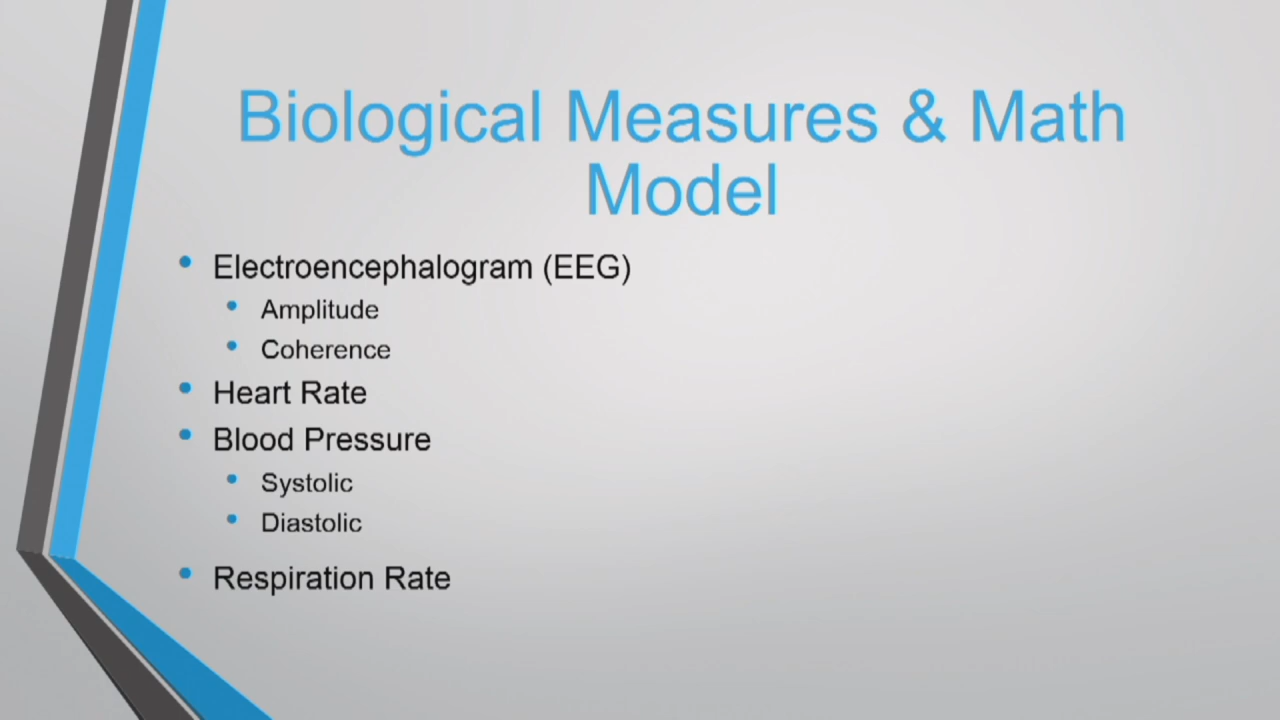 Biological Measures & Math
Model
• Electroencephalogram (EEG)
• Amplitude
• Coherence
• Heart Rate
• Blood Pressure
• Systolic
• Diastolic
• Respiration Rate